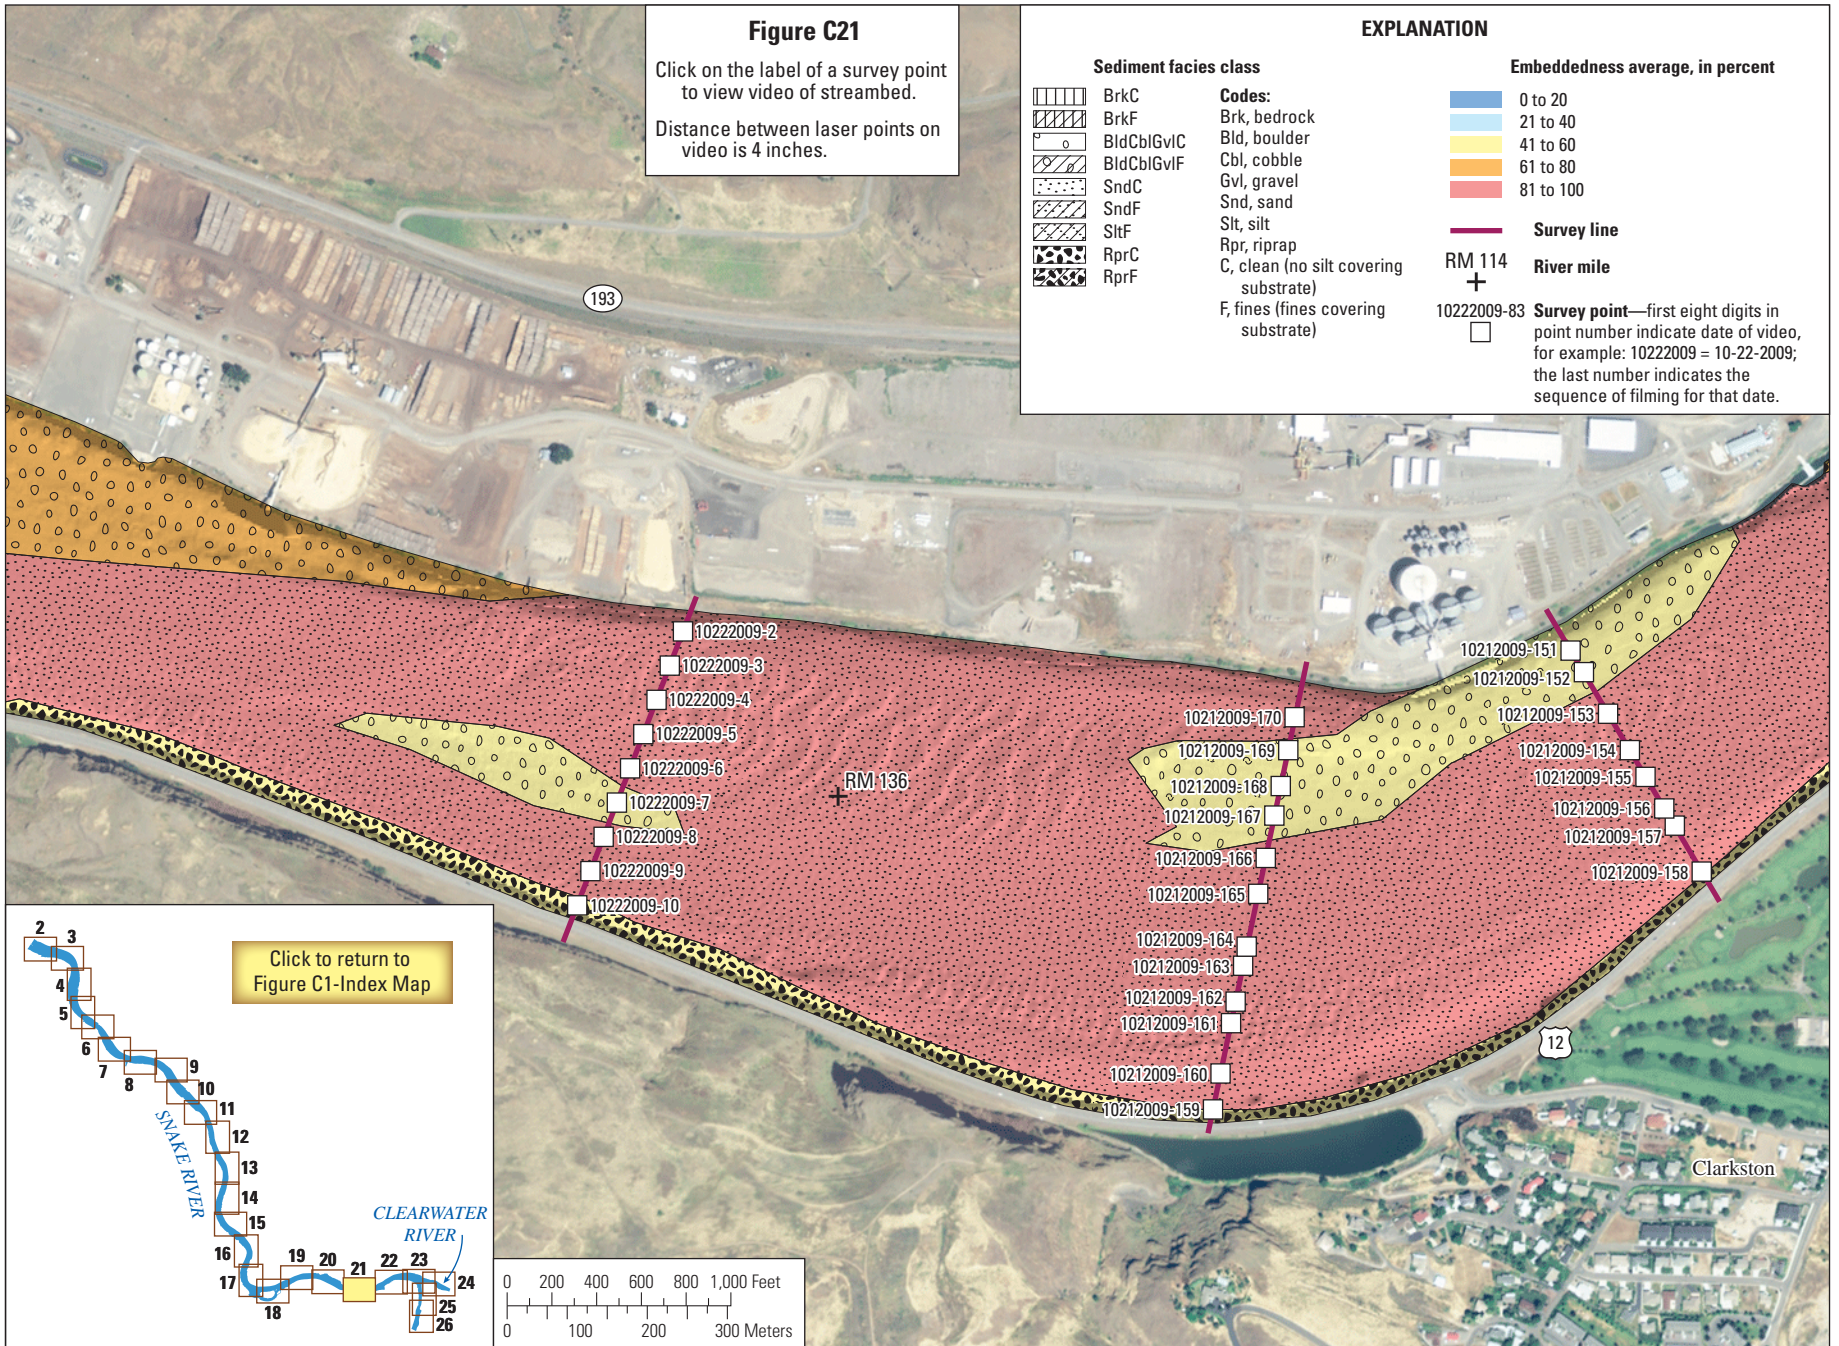 Figure C21
Click on the label of a survey point
to view video of streambed.
Distance between laser points on
video is 4 inches.
EXPLANATION
Sediment facies class
BrkC
BrkF
BldCblGvlC
BldCblGvlF
SndC
SndF
SltF
RprC
RprF
Codes:
Brk, bedrock
Bld, boulder
Cbl, cobble
Gvl, gravel
Snd, sand
Slt, silt
Rpr, riprap
C, clean (no silt covering
substrate)
F, fines (fines covering
substrate)
Embeddedness average, in percent
0 to 20
21 to 40
41 to 60
61 to 80
81 to 100
Survey line
RM 114
River mile
10222009-83
Survey point—first eight digits in
point number indicate date of video,
for example: 10222009 = 10-22-2009;
the last number indicates the
sequence of filming for that date.
193
10222009-2
10222009-3
10222009-4
10222009-5
10222009-6
10222009-7
10222009-8
10222009-9
10222009-10
RM 136
10212009-170
10212009-169
10212009-168
10212009-167
10212009-166
10212009-165
10212009-164
10212009-163
10212009-162
10212009-161
10212009-160
10212009-159
10212009-151
10212009-152
10212009-153
10212009-154
10212009-155
10212009-156
10212009-157
10212009-158
12
Clarkston
Click to return to
Figure C1-Index Map
2
3
4
5
6
7
8
9
10
11
12
13
14
15
16
17
18
19
20
21
22
23
24
25
26
SNAKE RIVER
CLEARWATER
RIVER
0 200 400 600 800 1,000 Feet
0 100 200 300 Meters